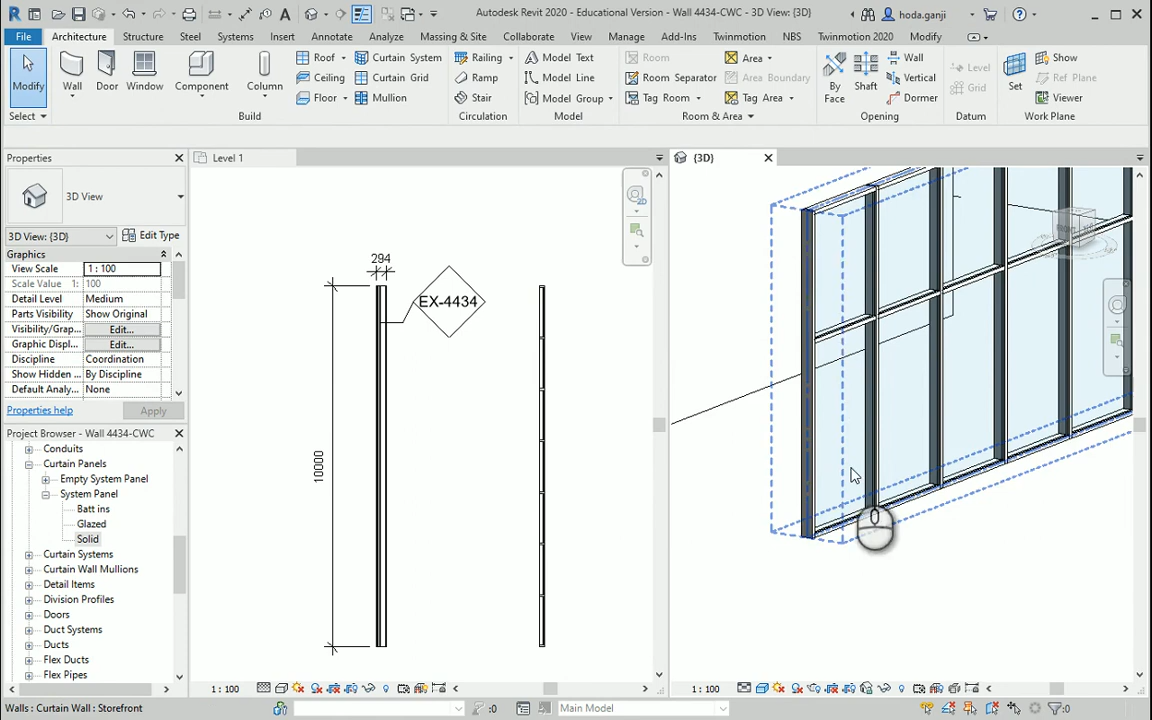 Autodesk Revit 2020 - Educational Version - Wall 4434-CWC - 3D View: {3D}
hoda.ganji
File Architecture Structure Steel Systems Insert Annotate Analyze Massing & Site Collaborate View Manage Add-Ins Twinmotion NBS Twinmotion 2020 Modify
Modify
Wall
Door
Window
Component
Column
Roof
Ceiling
Floor
Curtain System
Curtain Grid
Mullion
Railing
Ramp
Stair
Model Text
Model Line
Model Group
Room
Room Separator
Tag Room
Area
Area Boundary
Tag Area
By Face
Shaft
Wall
Vertical
Dormer
Level
Grid
Set
Show
Ref Plane
Viewer
Select
Build
Circulation
Model
Room & Area
Opening
Datum
Work Plane
Properties
Level 1
{3D}
3D View
3D View: {3D}
Edit Type
Graphics
View Scale 1 : 100
Scale Value 1: 100
Detail Level Medium
Parts Visibility Show Original
Visibility/Grap... Edit...
Graphic Displ... Edit...
Discipline Coordination
Show Hidden ... By Discipline
Default Analy... None
Properties help
Apply
Project Browser - Wall 4434-CWC
Conduits
Curtain Panels
Empty System Panel
System Panel
Batt ins
Glazed
Solid
Curtain Systems
Curtain Wall Mullions
Detail Items
Division Profiles
Doors
Duct Systems
Ducts
Flex Ducts
Flex Pipes
294
EX-4434
10000
2D
1 : 100
1 : 100
Walls : Curtain Wall : Storefront
:0
Main Model
:0